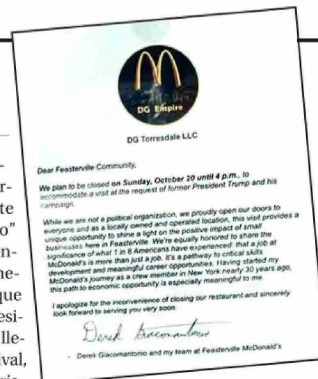 DG Empire
DG Torresdale LLC
Dear Feasterville Community,
We plan to be closed on Sunday, October 20 until 4 p.m., to
accommodate a visit at the request of former President Trump and his
campaign.
While we are not a political organization, we proudly open our doors to
everyone and as a locally owned and operated location, this visit provides a
unique opportunity to shine a light on the positive impact of small
businesses here in Feasterville. We're equally honored to share the
significance of what 1 in 8 Americans have experienced: that a job at
McDonald's is more than just a job. It's a pathway to critical skills
development and meaningful career opportunities. Having started my
McDonald's journey as a crew member in New York nearly 30 years ago,
this path to economic opportunity is especially meaningful to me.
I apologize for the inconvenience of closing our restaurant and sincerely
look forward to serving you very soon.
Derek Giacomantonio
- Derek Giacomantonio and my team at Feasterville McDonald's
-
r-
te
o"
n-
ne-
que
esi-
lle-
ival,